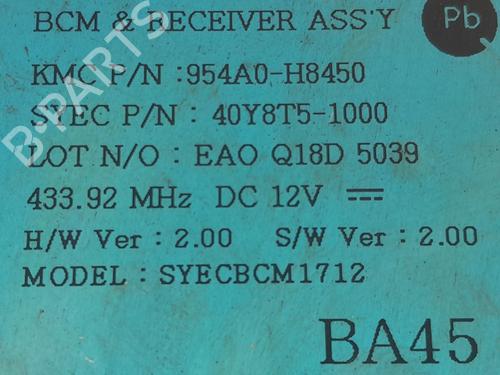 BCM & RECEIVER ASS'Y
Pb
KMC P/N : 954A0-H8450
SYEC P/N : 40Y8T5-1000
LOT N/O : EAO Q18D 5039
433.92 MHz DC 12V
H/W Ver : 2.00 S/W Ver : 2.00
MODEL : SYECBCM1712
BA45
B-PARTS